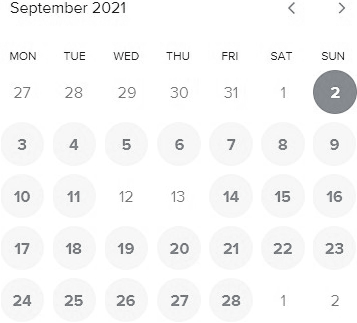 September 2021 < >
MON TUE WED THU FRI SAT SUN
27 28 29 30 31 1 2
3 4 5 6 7 8 9
10 11 12 13 14 15 16
17 18 19 20 21 22 23
24 25 26 27 28 1 2